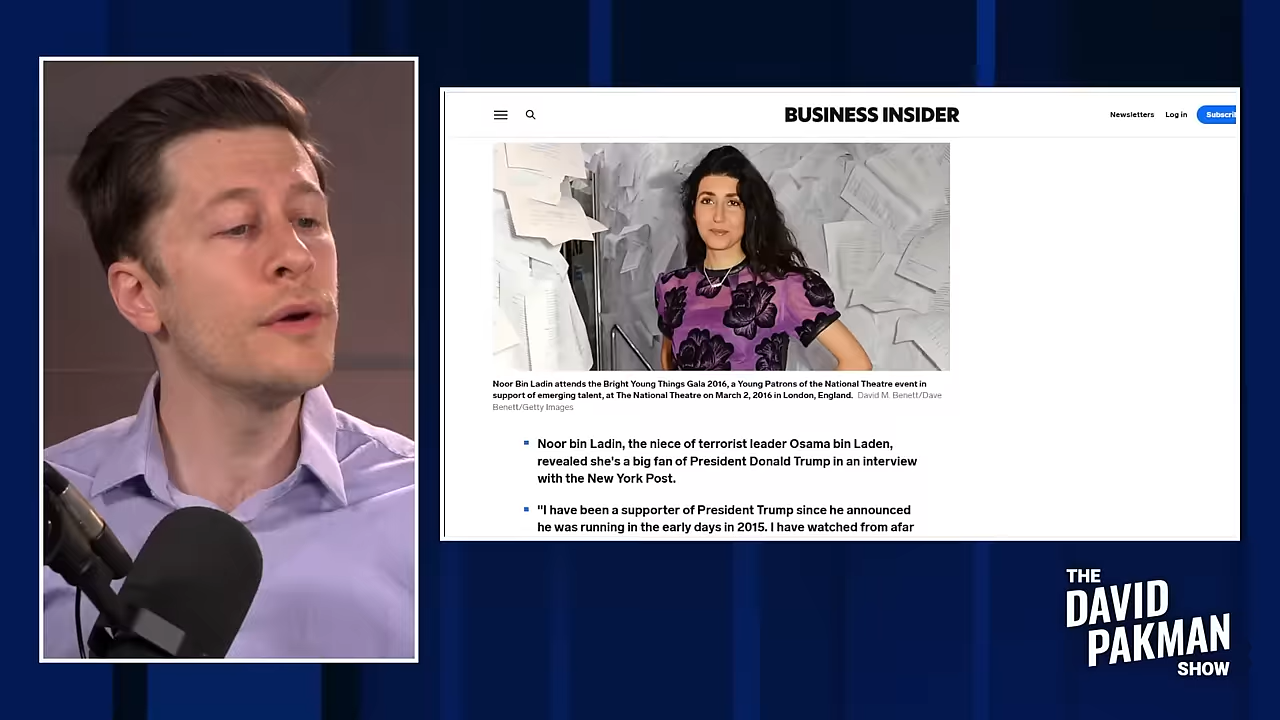 BUSINESS INSIDER
Newsletters
Log in
Noor Bin Ladin attends the Bright Young Things Gala 2016, a Young Patrons of the National Theatre event in
support of emerging talent, at The National Theatre on March 2, 2016 in London, England. David M. Benett/Dave
Benett/Getty Images
Noor bin Ladin, the niece of terrorist leader Osama bin Laden,
revealed she's a big fan of President Donald Trump in an interview
with the New York Post.
"I have been a supporter of President Trump since he announced
he was running in the early days in 2015. I have watched from afar
THE
DAVID
PAKMAN
SHOW